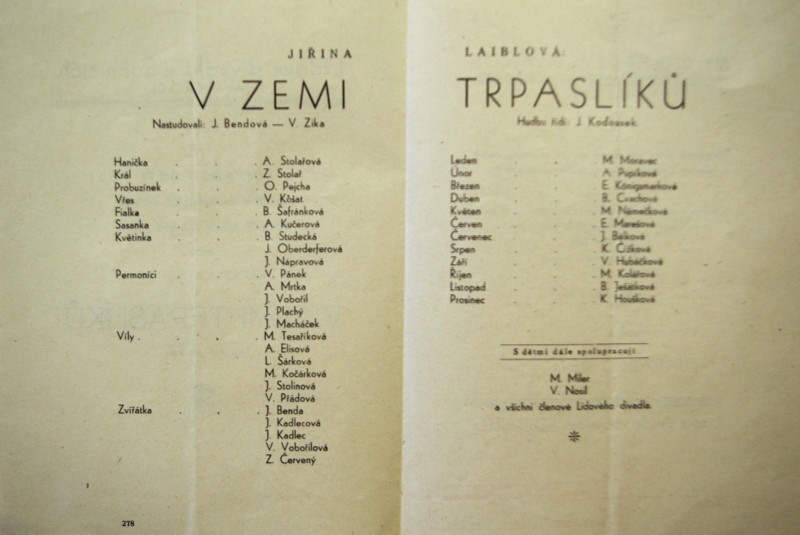 JIŘINA LAIBLOVÁ:
V ZEMI TRPASLÍKŮ
Nastudovali: J. Bendová — V. Zika
Hudbu řídí: J. Kodousek.
Hanička . . . A. Stolařová
Král . . . Z. Stolař
Probuzínek . . . O. Pejcha
Vřes . . . V. Košat
Fialka . . . B. Šafránková
Sasanka . . . A. Kučerová
Květinka . . . B. Studecká
J. Oberderferová
J. Nápravová
Permoníci . . . V. Pánek
A. Mrtka
J. Vobořil
J. Plachý
J. Macháček
Víly . . . M. Tesaříková
A. Elisová
L. Šárková
M. Kočárková
J. Stolinová
V. Přádová
Zvířátka . . . J. Benda
J. Kadlecová
J. Kadlec
V. Vobořilová
Z. Červený
278
Leden . . M. Moravec
Únor . . A. Pupíková
Březen . . E. Königsmarková
Duben . . B. Cvachová
Květen . . M. Němečková
Červen . . E. Marešová
Červenec . . J. Balková
Srpen . . K. Čížková
Září . . V. Hubáčková
Říjen . . M. Kolářová
Listopad . . B. Ješátková
Prosinec . . K. Houšková
S dětmi dále spolupracují
M. Miler
V. Nosil
a všichni členové Lidového divadla.